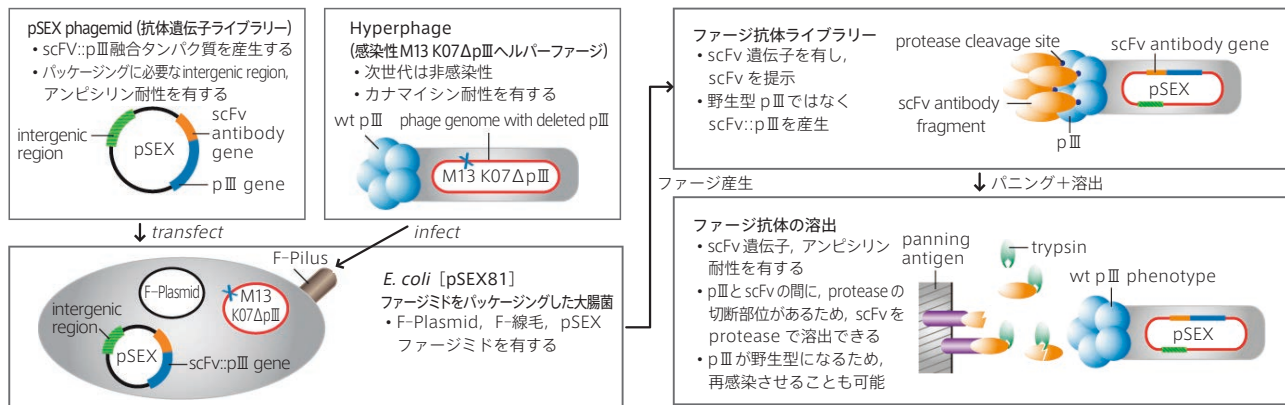 pSEX phagemid (抗体遺伝子ライブラリー)
• scFV::pⅢ融合タンパク質を産生する
• パッケージングに必要なintergenic region,
アンピシリン耐性を有する
intergenic
region
pSEX
scFv
antibody
gene
pⅢ gene
Hyperphage
(感染性M13 K07ΔpⅢヘルパーファージ)
• 次世代は非感染性
• カナマイシン耐性を有する
wt pⅢ
phage genome with deleted pⅢ
M13 K07ΔpⅢ
transfect
infect
F-Pilus
F-Plasmid
M13
K07ΔpⅢ
intergenic
region
pSEX
scFv::pⅢ gene
E. coli [pSEX81]
ファージミドをパッケージングした大腸菌
• F-Plasmid, F-線毛, pSEX
ファージミドを有する
ファージ産生
ファージ抗体ライブラリー
• scFv 遺伝子を有し,
scFv を提示
• 野生型 pⅢではなく
scFv::pⅢを産生
protease cleavage site
scFv antibody gene
pSEX
scFv antibody
fragment
pⅢ
パニング+溶出
ファージ抗体の溶出
• scFv 遺伝子, アンピシリン
耐性を有する
• pⅢとscFvの間に, proteaseの
切断部位があるため, scFvを
protease で溶出できる
• pⅢが野生型になるため,
再感染させることも可能
panning
antigen
trypsin
wt pⅢ phenotype
pSEX